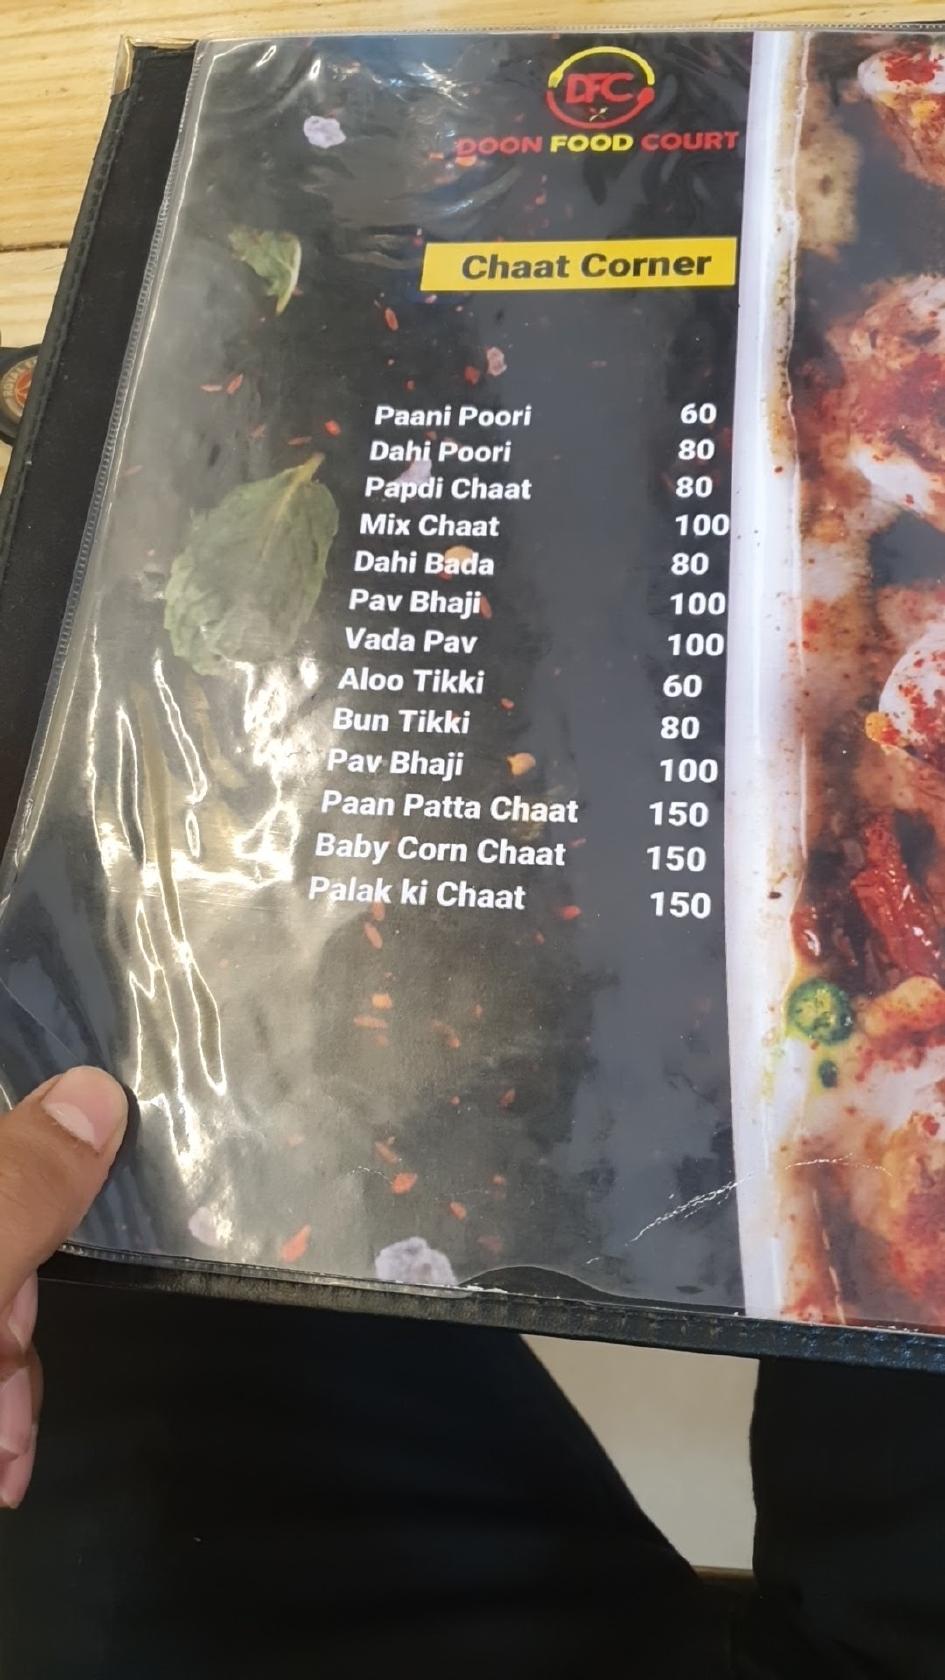 DFC
DOON FOOD COURT
Chaat Corner
Paani Poori 60
Dahi Poori 80
Papdi Chaat 80
Mix Chaat 100
Dahi Bada 80
Pav Bhaji 100
Vada Pav 100
Aloo Tikki 60
Bun Tikki 80
Pav Bhaji 100
Paan Patta Chaat 150
Baby Corn Chaat 150
Palak ki Chaat 150